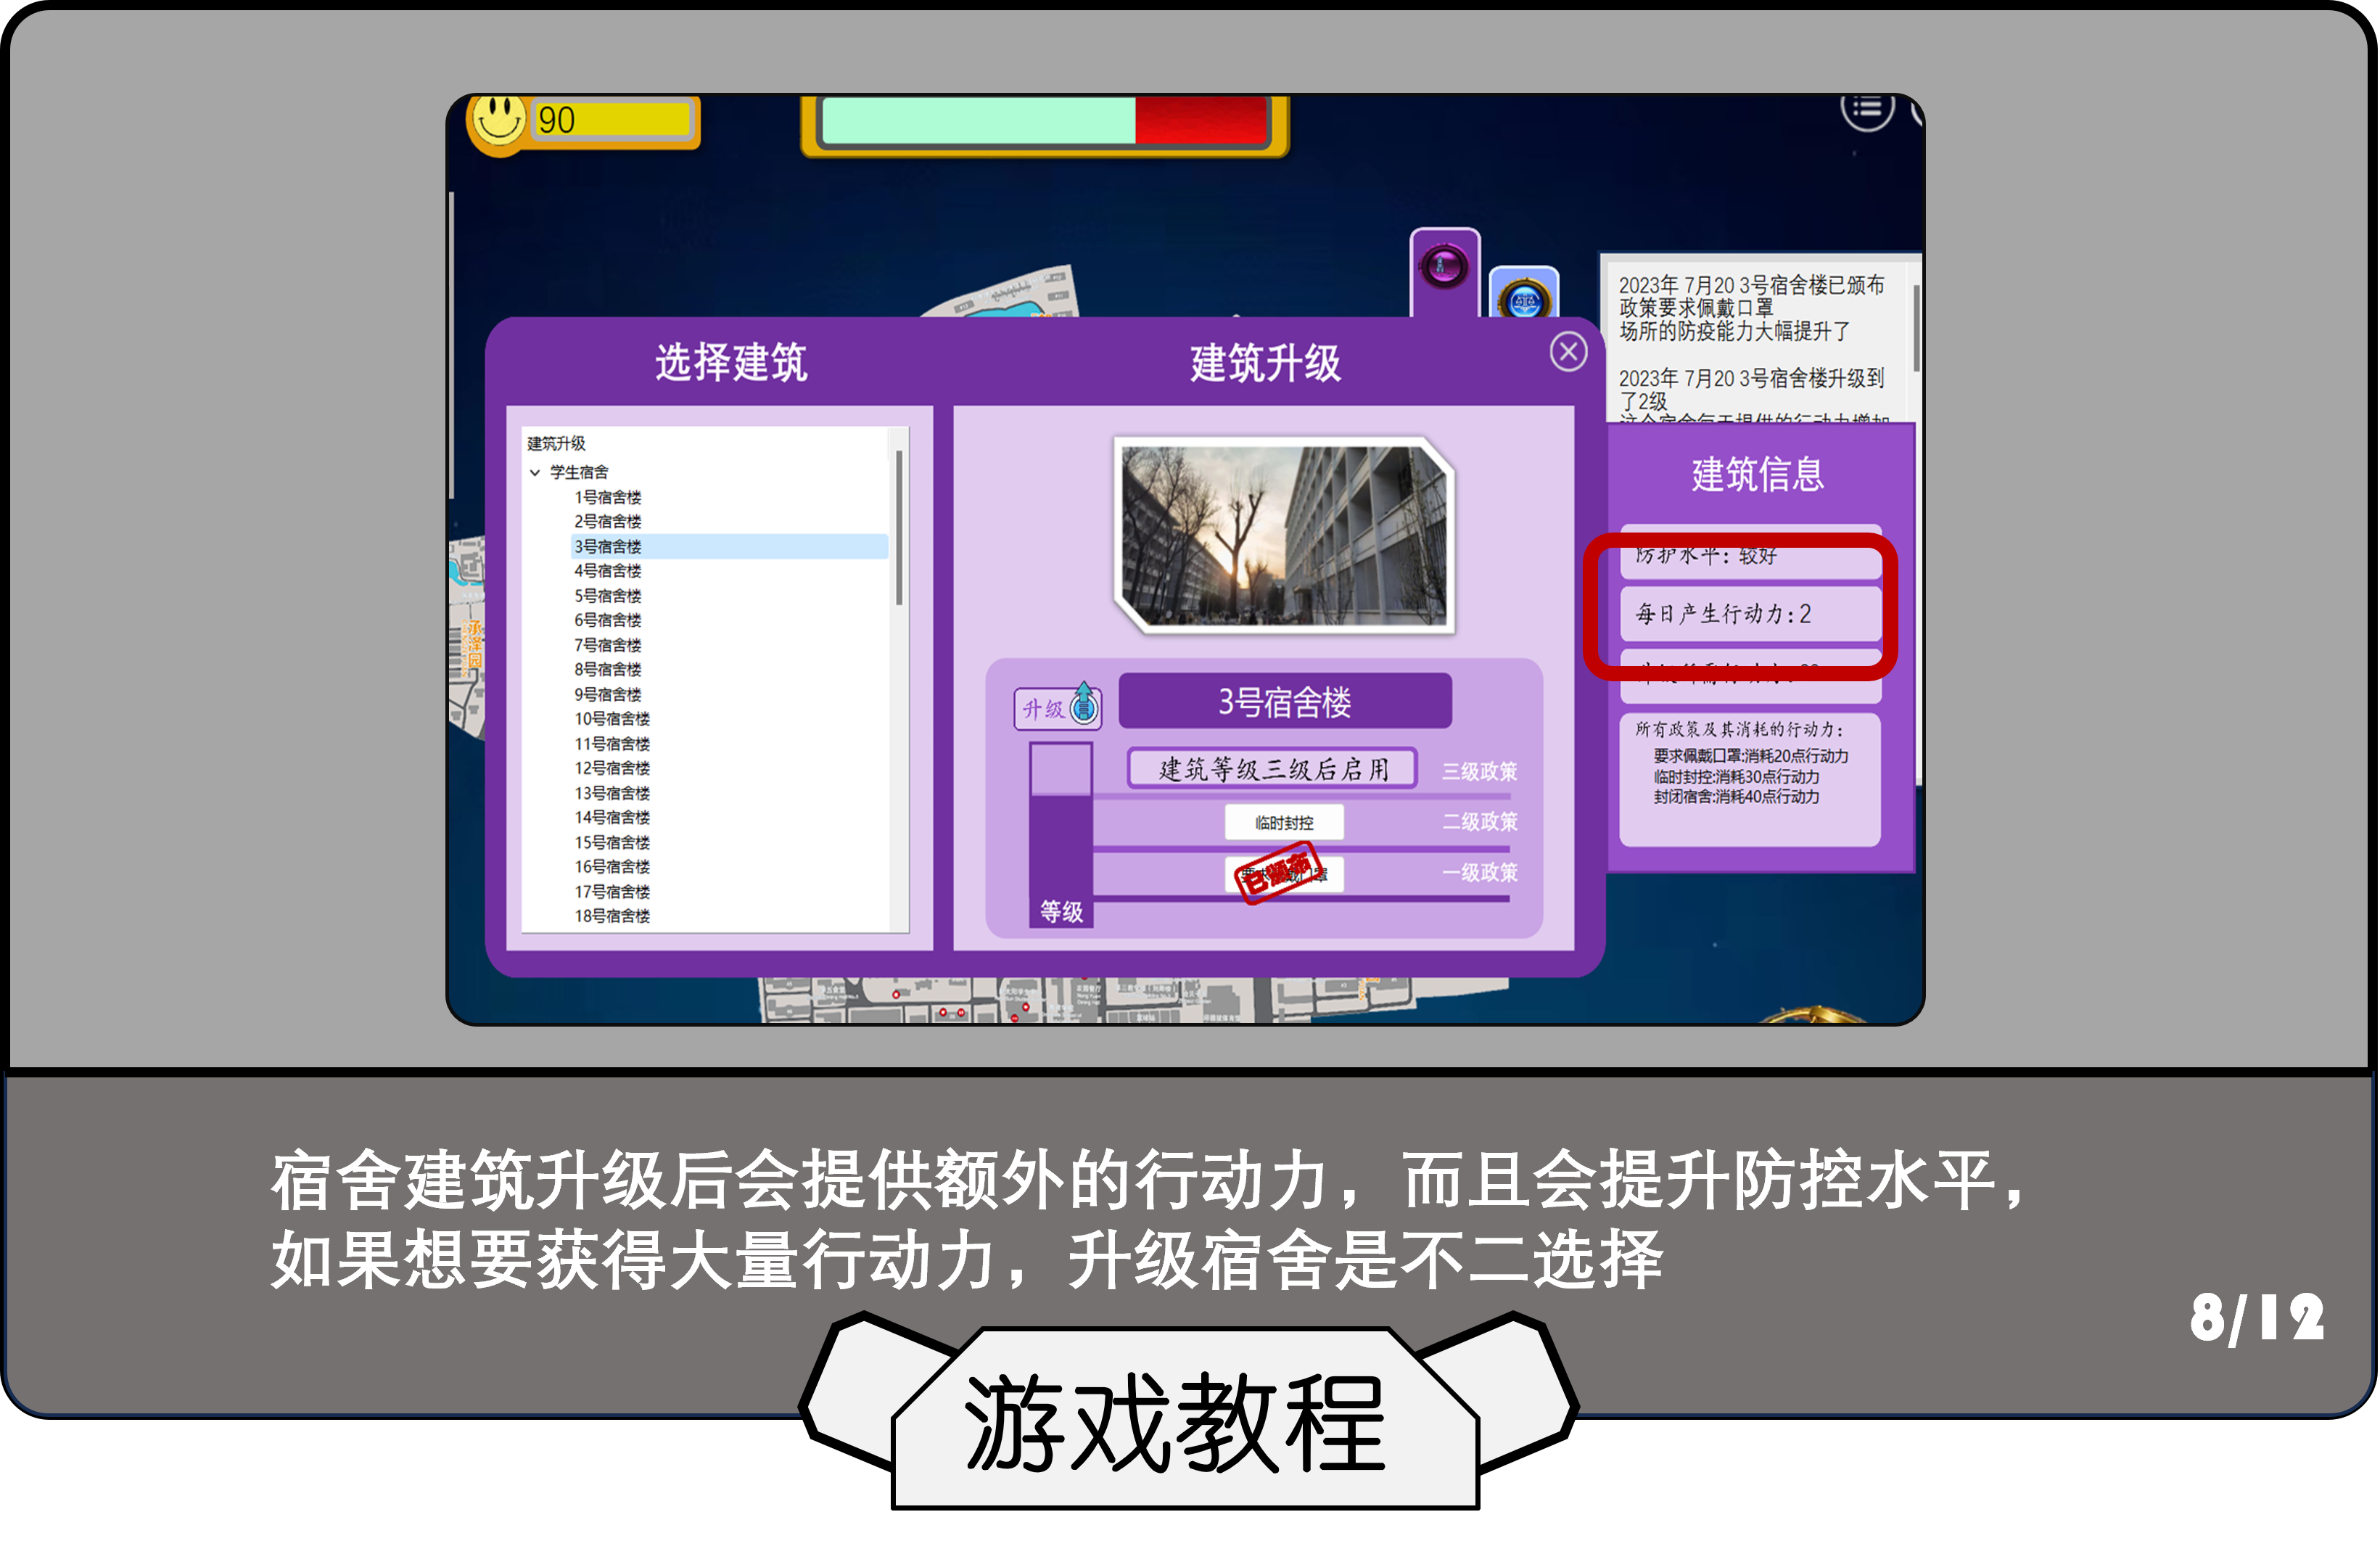 90
2023年 7月20 3号宿舍楼已颁布
政策要求佩戴口罩
场所的防疫能力大幅提升了
2023年 7月20 3号宿舍楼升级到
了2级
这个宿舍每天提供的行动力增加
选择建筑
建筑升级
建筑升级
学生宿舍
1号宿舍楼
2号宿舍楼
3号宿舍楼
4号宿舍楼
5号宿舍楼
6号宿舍楼
7号宿舍楼
8号宿舍楼
9号宿舍楼
10号宿舍楼
11号宿舍楼
12号宿舍楼
13号宿舍楼
14号宿舍楼
15号宿舍楼
16号宿舍楼
17号宿舍楼
18号宿舍楼
升级
3号宿舍楼
建筑等级三级后启用
三级政策
临时封控
二级政策
已颁布
一级政策
等级
建筑信息
防护水平：较好
每日产生行动力：2
所有政策及其消耗的行动力：
要求佩戴口罩:消耗20点行动力
临时封控:消耗30点行动力
封闭宿舍:消耗40点行动力
承泽园
宿舍建筑升级后会提供额外的行动力，而且会提升防控水平，
如果想要获得大量行动力，升级宿舍是不二选择
8/12
游戏教程